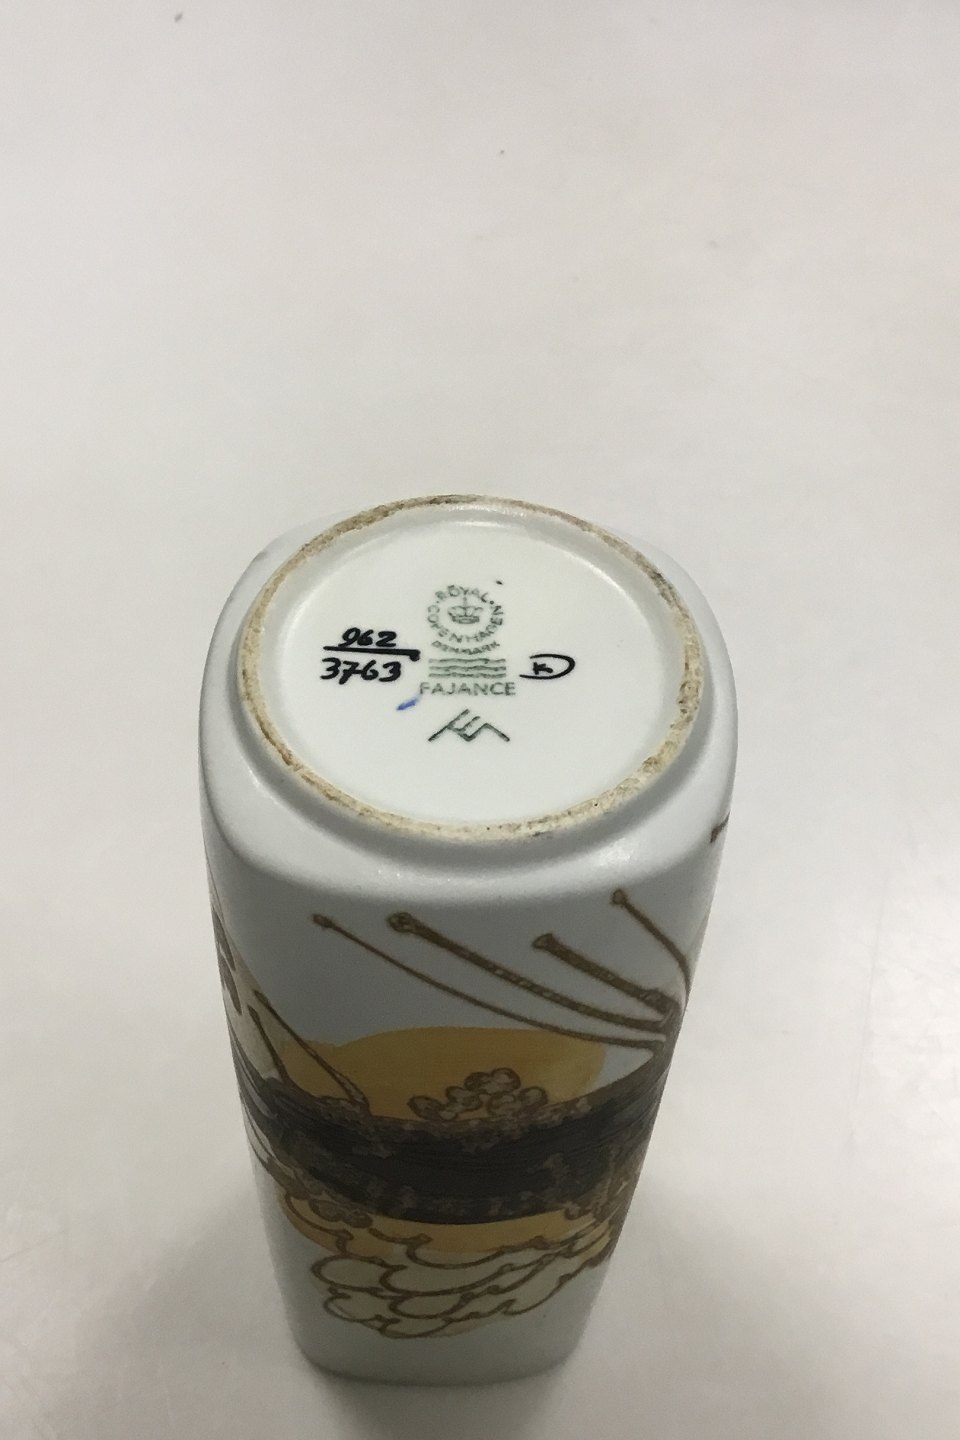 ROYAL
COPENHAGEN
DENMARK
962
3763
FAJANCE